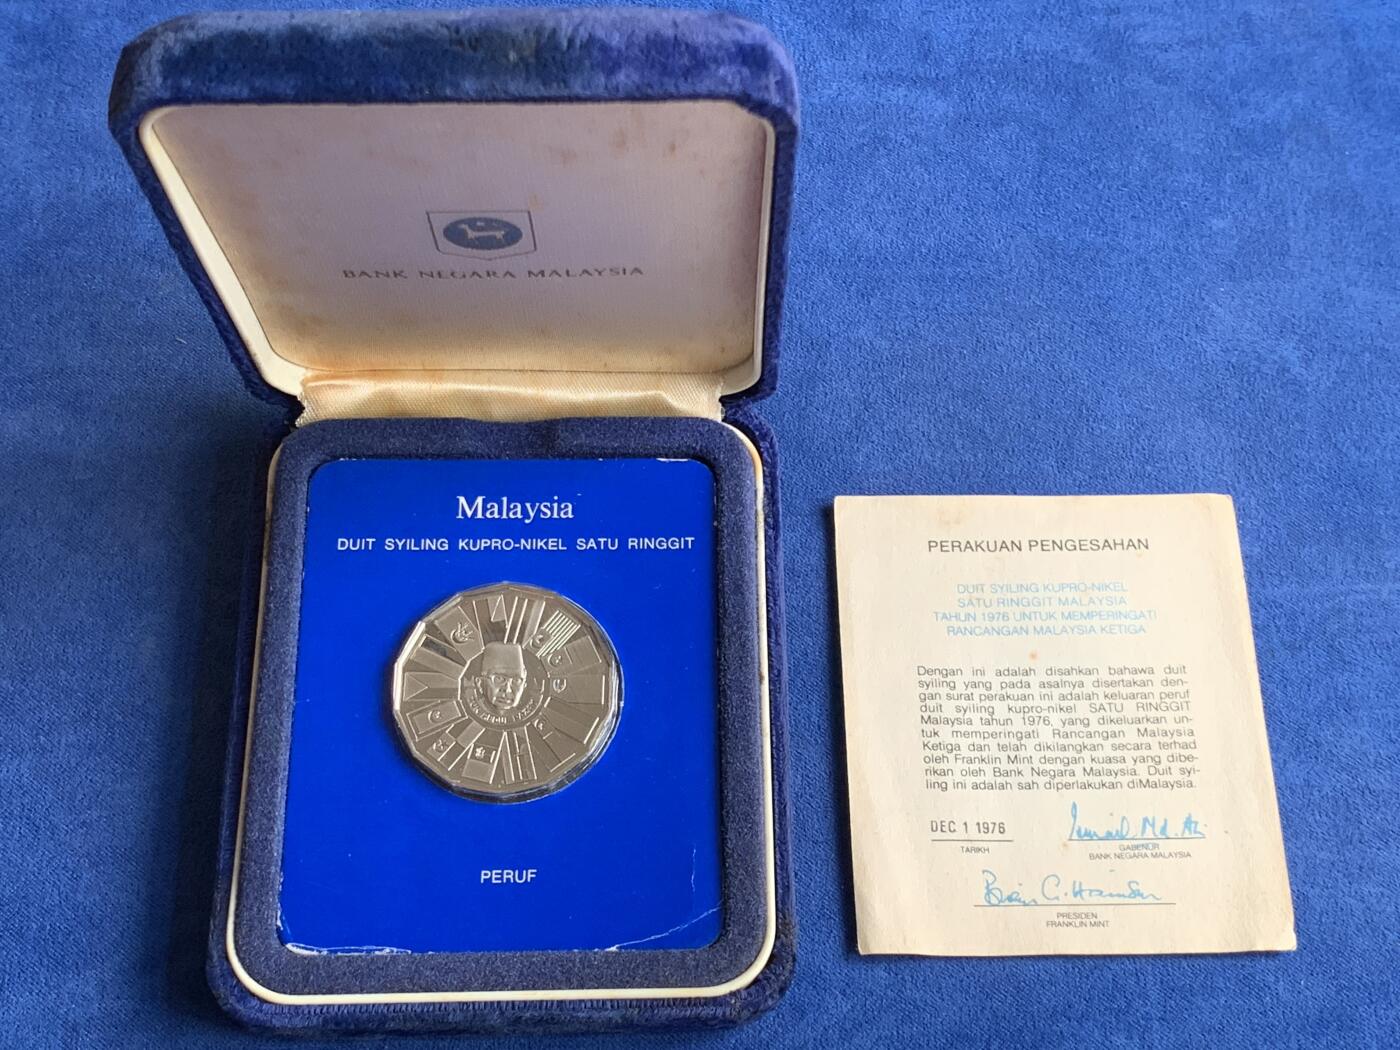 BANK NEGARA MALAYSIA
Malaysia
DUIT SYILING KUPRO-NIKEL SATU RINGGIT
PERUF
PERAKUAN PENGESAHAN
DUIT SYILING KUPRO-NIKEL
SATU RINGGIT MALAYSIA
TAHUN 1976 UNTUK MEMPERINGATI
RANCANGAN MALAYSIA KETIGA
Dengan ini adalah disahkan bahawa duit
syiling yang pada asalnya disertakan den-
gan surat perakuan ini adalah keluaran peruf
duit syiling kupro-nikel SATU RINGGIT
Malaysia tahun 1976, yang dikeluarkan un-
tuk memperingati Rancangan Malaysia
Ketiga dan telah dikilangkan secara terhad
oleh Franklin Mint dengan kuasa yang dibe-
rikan oleh Bank Negara Malaysia. Duit syi-
ling ini adalah sah diperlakukan diMalaysia.
DEC 1 1976
TARIKH
Ismail Md. Ali
GABENUR
BANK NEGARA MALAYSIA
PRESIDEN
FRANKLIN MINT